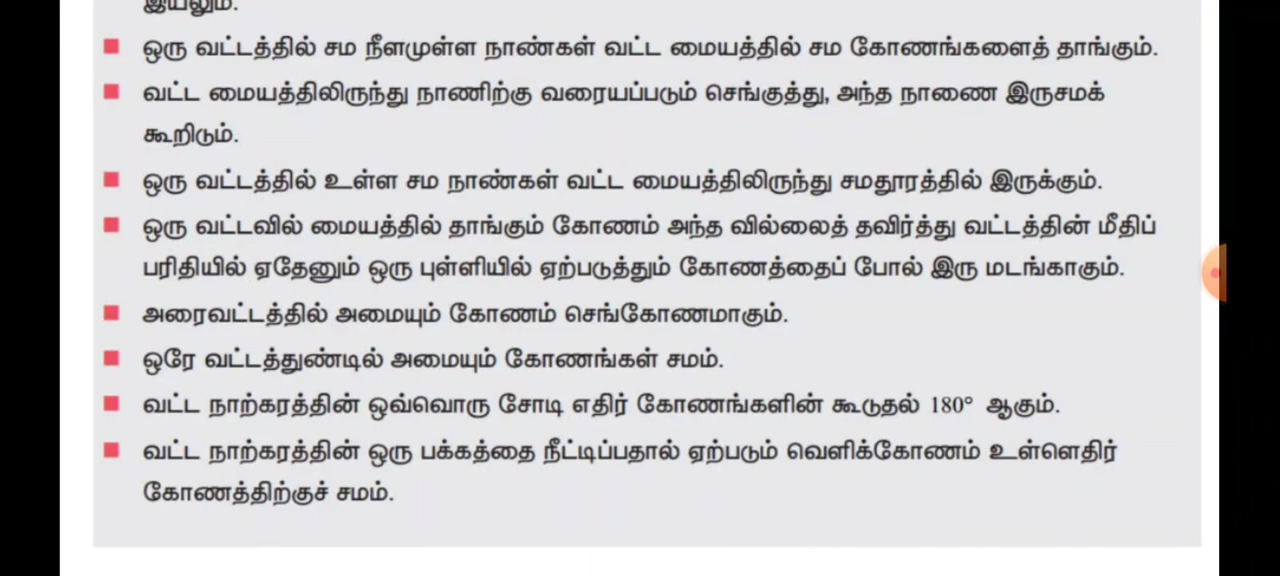 இயலும்.
ஒரு வட்டத்தில் சம நீளமுள்ள நாண்கள் வட்ட மையத்தில் சம கோணங்களைத் தாங்கும்.
வட்ட மையத்திலிருந்து நாணிற்கு வரையப்படும் செங்குத்து, அந்த நாணை இருசமக்
கூறிடும்.
ஒரு வட்டத்தில் உள்ள சம நாண்கள் வட்ட மையத்திலிருந்து சமதூரத்தில் இருக்கும்.
ஒரு வட்டவில் மையத்தில் தாங்கும் கோணம் அந்த வில்லைத் தவிர்த்து வட்டத்தின் மீதிப்
பரிதியில் ஏதேனும் ஒரு புள்ளியில் ஏற்படுத்தும் கோணத்தைப் போல் இரு மடங்காகும்.
அரைவட்டத்தில் அமையும் கோணம் செங்கோணமாகும்.
ஒரே வட்டத்துண்டில் அமையும் கோணங்கள் சமம்.
வட்ட நாற்கரத்தின் ஒவ்வொரு சோடி எதிர் கோணங்களின் கூடுதல் 180° ஆகும்.
வட்ட நாற்கரத்தின் ஒரு பக்கத்தை நீட்டிப்பதால் ஏற்படும் வெளிக்கோணம் உள்ளெதிர்
கோணத்திற்குச் சமம்.